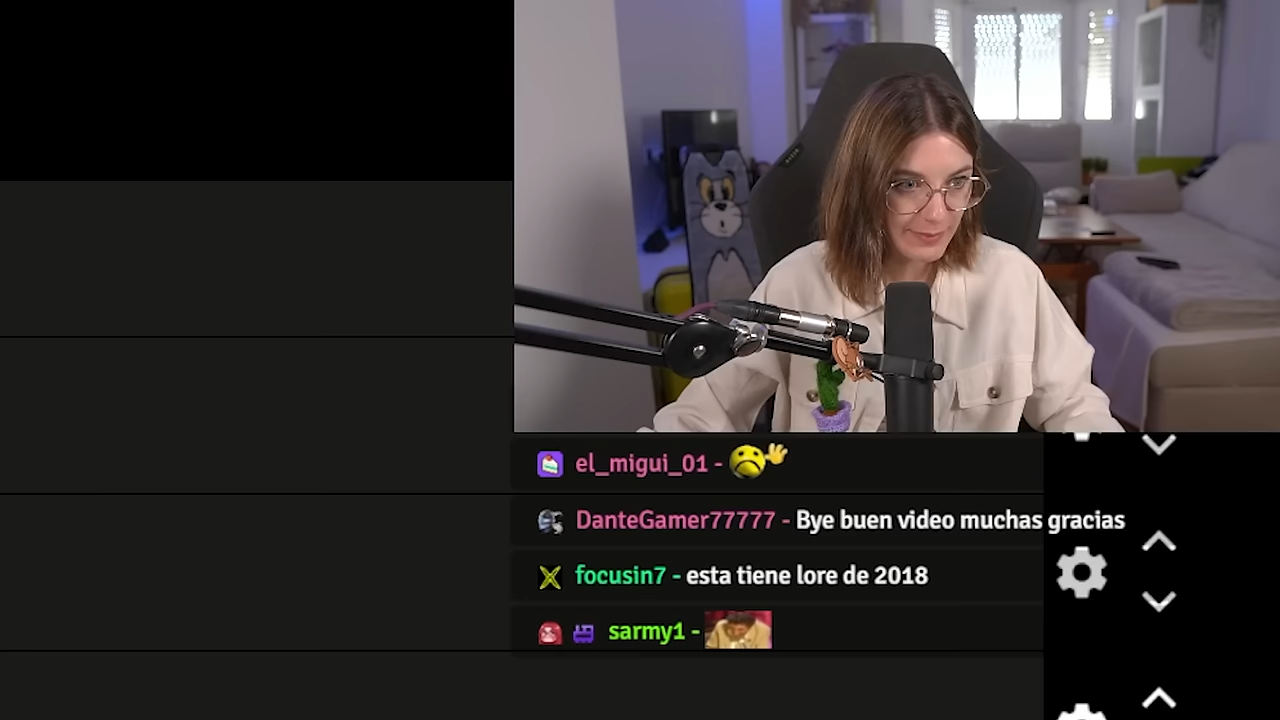 el_migui_01 -
DanteGamer77777 - Bye buen video muchas gracias
focusin7 - esta tiene lore de 2018
sarmy1 -